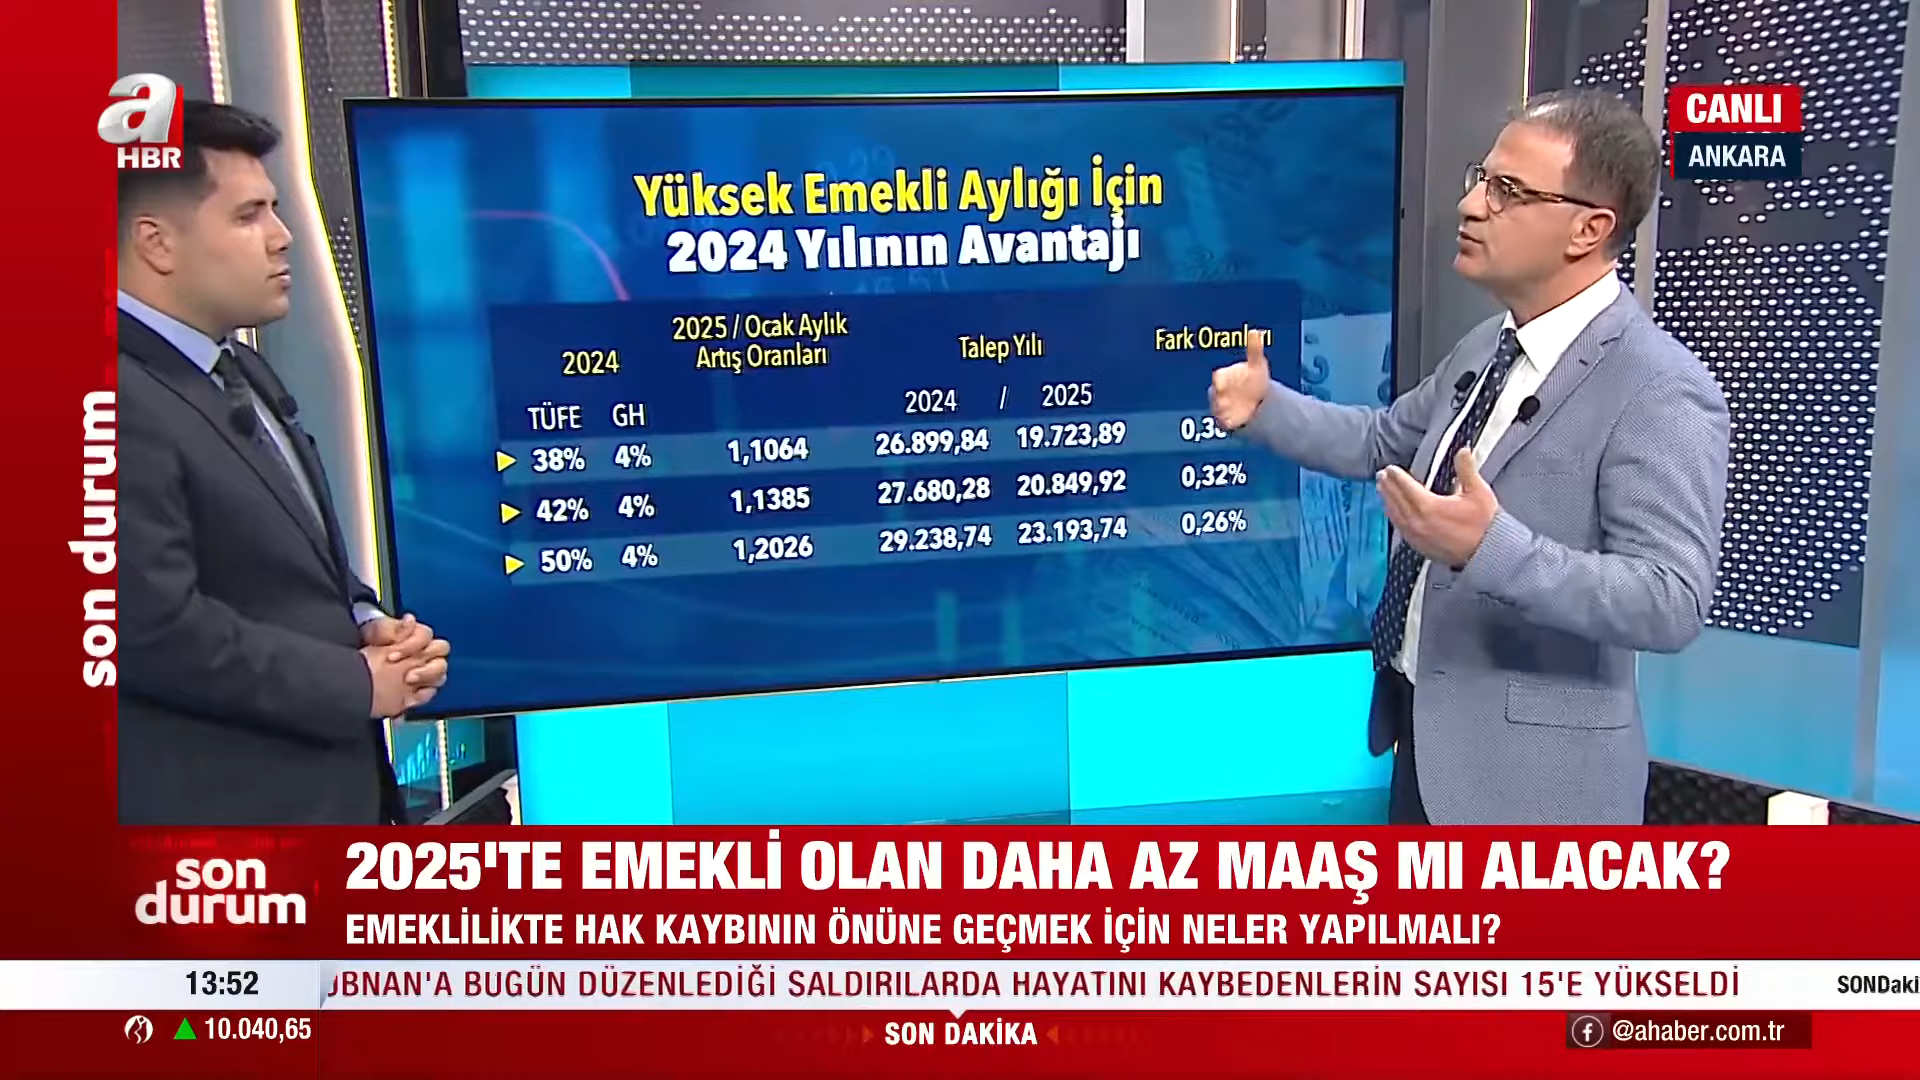 a
HBR
CANLI
ANKARA
son durum
Yüksek Emekli Aylığı İçin
2024 Yılının Avantajı
2024
2025 / Ocak Aylık
Artış Oranları
Talep Yılı
Fark Oranları
TÜFE GH
2024 / 2025
38% 4% 1,1064 26.899,84 19.723,89
42% 4% 1,1385 27.680,28 20.849,92 0,32%
50% 4% 1,2026 29.238,74 23.193,74 0,26%
son
durum
2025'TE EMEKLİ OLAN DAHA AZ MAAŞ MI ALACAK?
EMEKLİLİKTE HAK KAYBININ ÖNÜNE GEÇMEK İÇİN NELER YAPILMALI?
13:52
BUGÜN DÜZENLEDİĞİ SALDIRILARDA HAYATINI KAYBEDENLERİN SAYISI 15'E YÜKSELDİ
10.040,65
SON DAKİKA
@ahaber.com.tr